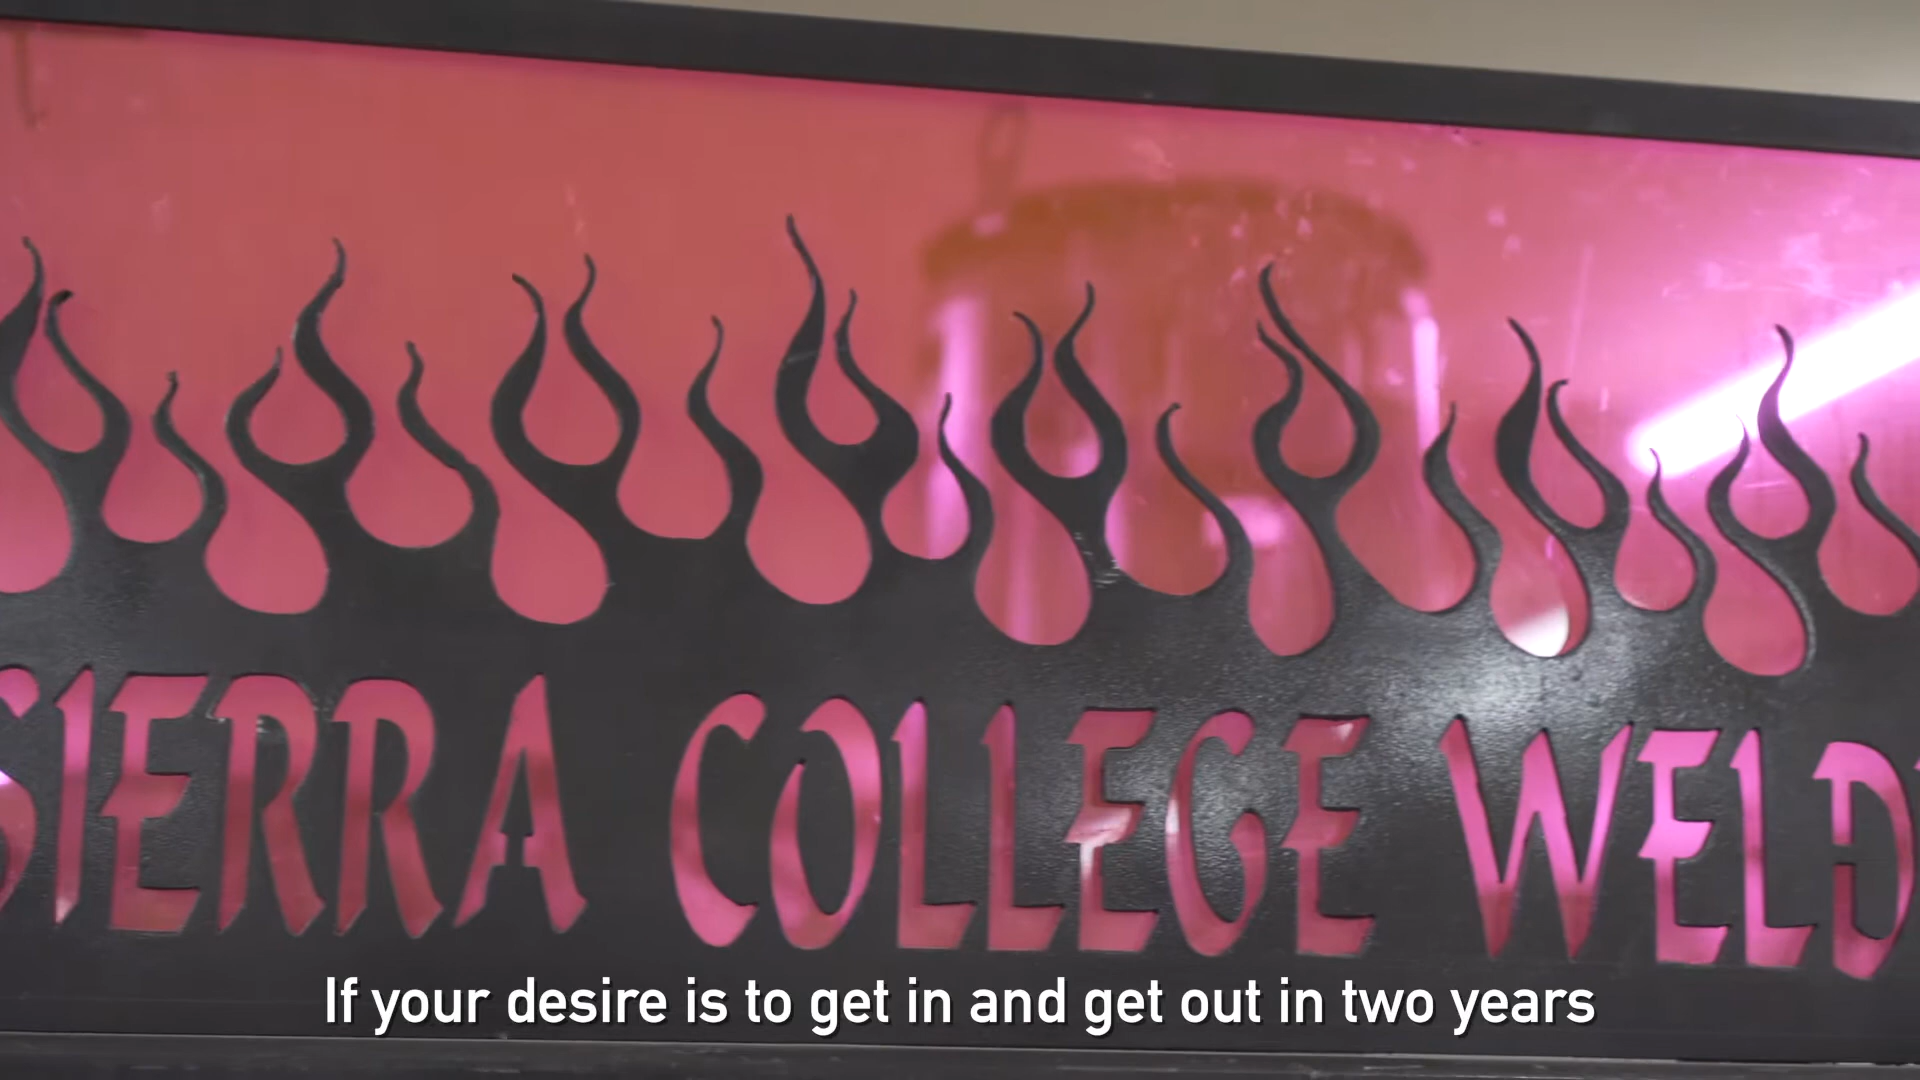 SIERRA COLLEGE WELD
If your desire is to get in and get out in two years